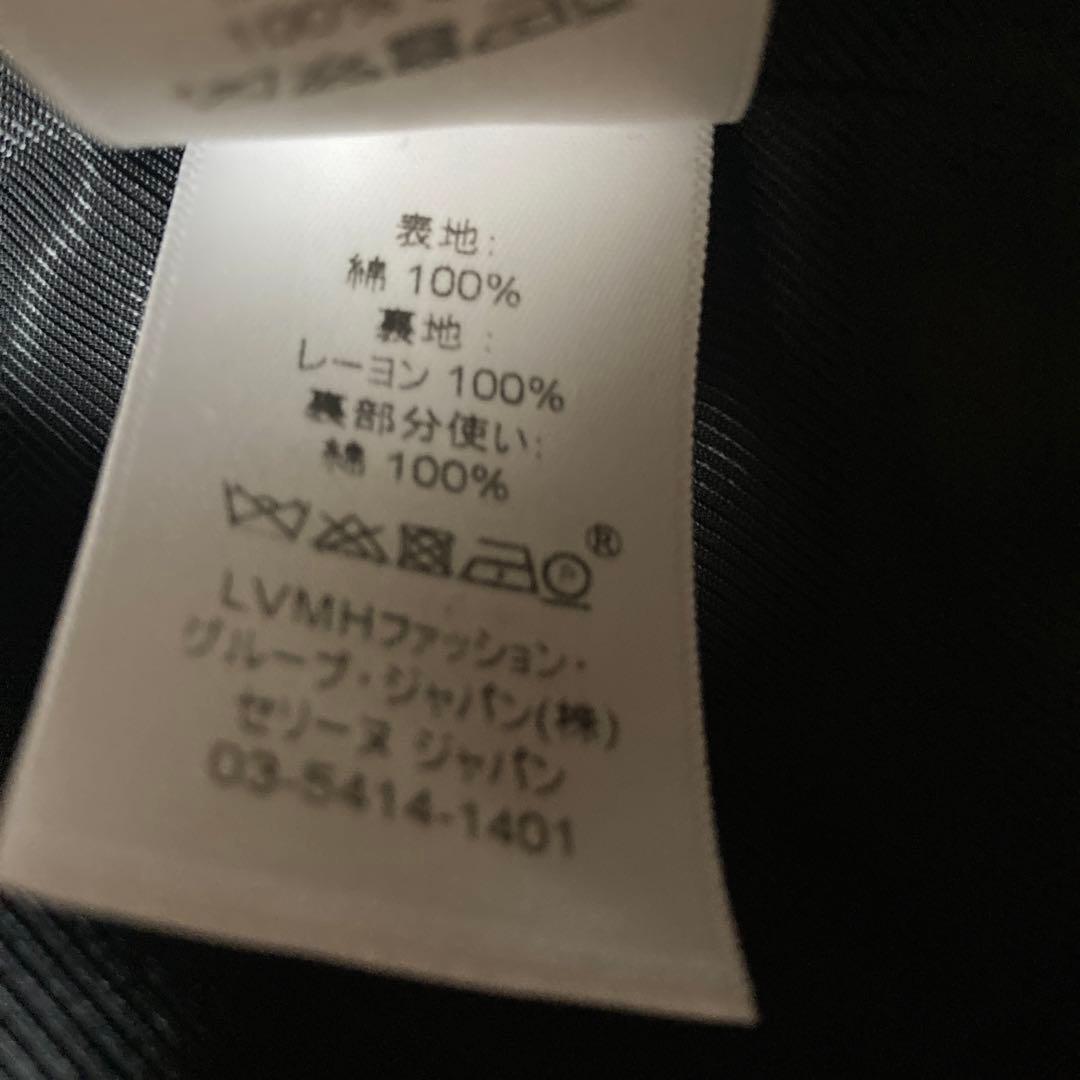 100%
表地:
綿 100%
裏地 :
レーヨン 100%
裏部分使い:
綿 100%
®
LVMHファッション・
グループ・ジャパン(株)
セリーヌ ジャパン
03-5414-1401